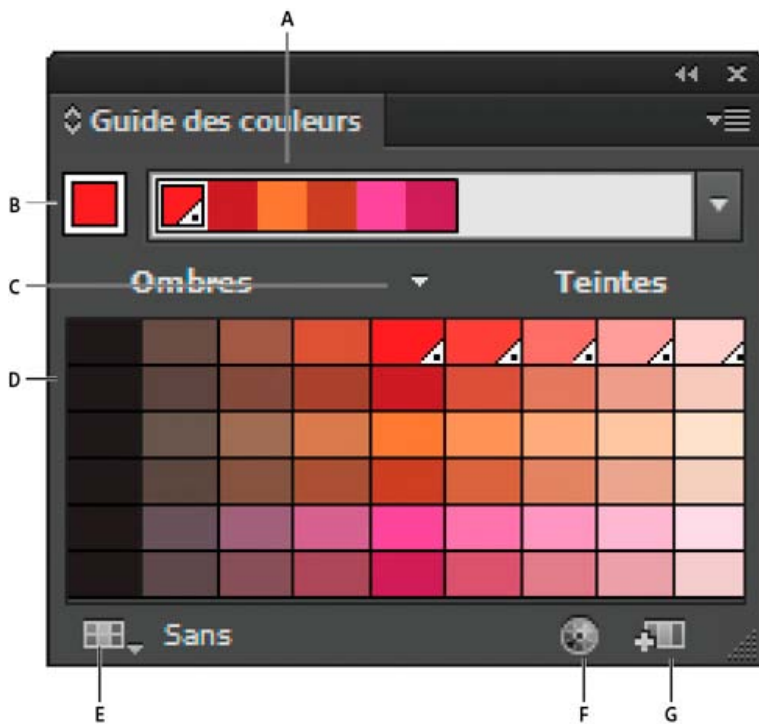 A
Guide des couleurs
B
C
Ombres Teintes
D
Sans
E F G